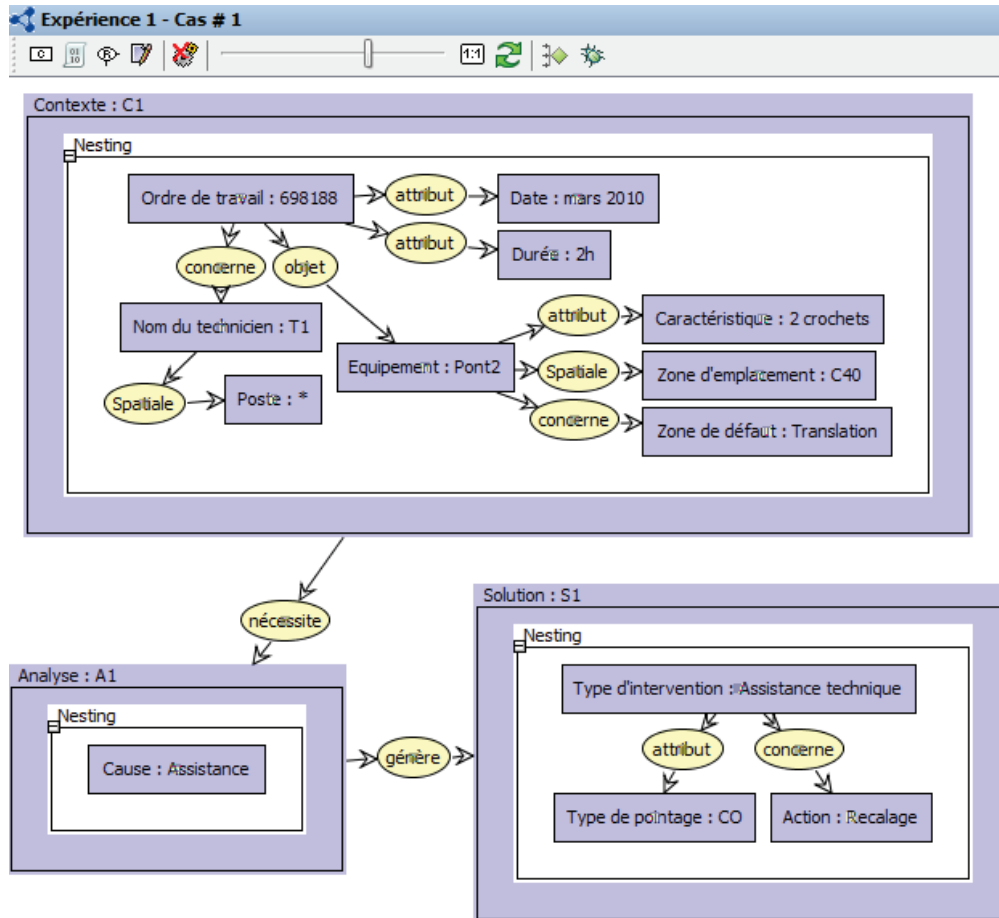 Expérience 1 - Cas # 1
C
01
10
R
1:1
Contexte : C1
Nesting
Ordre de travail : 698188
attribut
Date : mars 2010
attribut
Durée : 2h
concerne
objet
Nom du technicien : T1
attribut
Caractéristique : 2 crochets
Equipement : Pont2
Spatiale
Zone d'emplacement : C40
Spatiale
Poste : *
concerne
Zone de défaut : Translation
nécessite
Solution : S1
Nesting
Analyse : A1
Type d'intervention : Assistance technique
Nesting
attribut
concerne
Cause : Assistance
génère
Type de pointage : CO
Action : Recalage